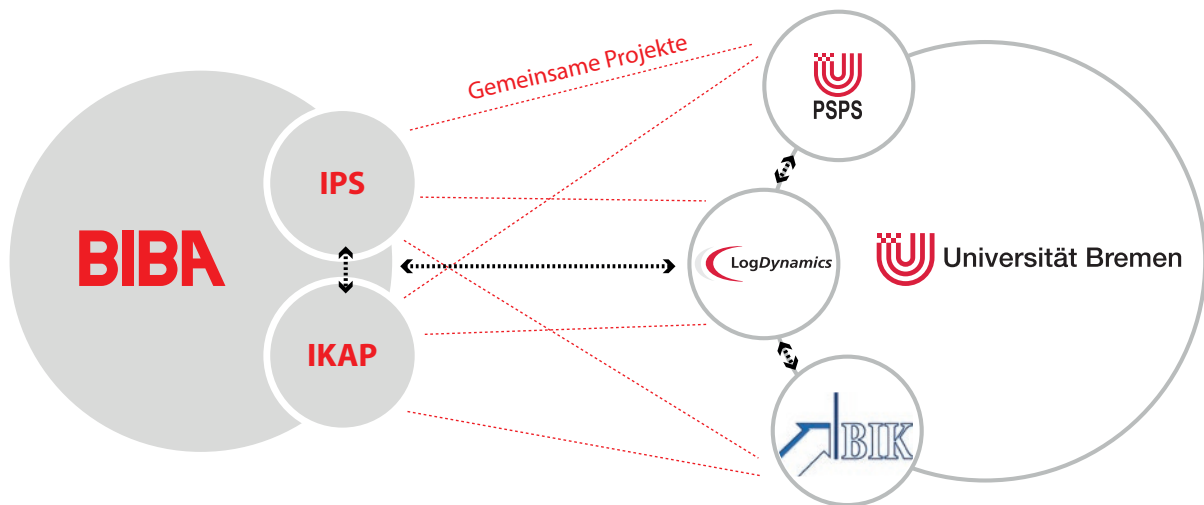 Gemeinsame Projekte
PSPS
IPS
BIBA
LogDynamics
Universität Bremen
IKAP
BIK